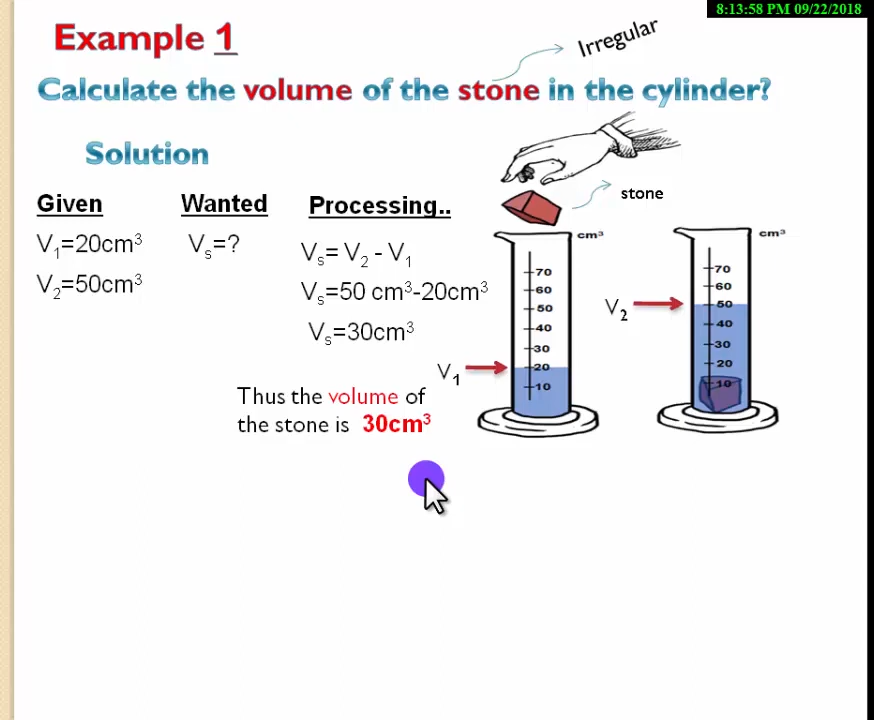 8:13:58 PM 09/22/2018
Example 1
Irregular
Calculate the volume of the stone in the cylinder?
Solution
stone
Given
Wanted
Processing..
V₁=20cm³
Vₛ=?
Vₛ= V₂ - V₁
V₂=50cm³
Vₛ=50 cm³-20cm³
Vₛ=30cm³
Thus the volume of
the stone is 30cm³
V₁
cm³
70
60
50
40
30
20
10
V₂
cm³
70
60
50
40
30
20
10